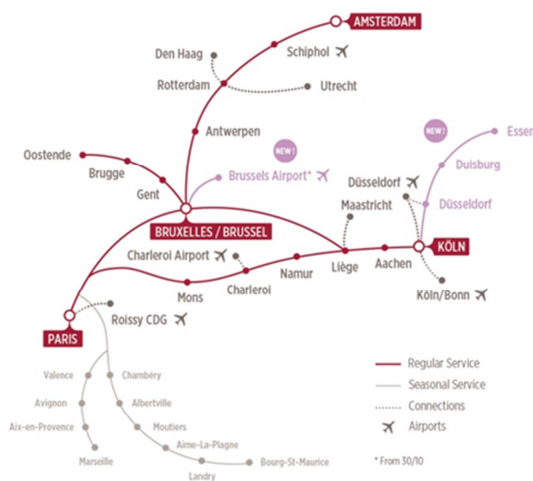 AMSTERDAM
Den Haag
Schiphol
Rotterdam
Utrecht
Antwerpen
NEW!
NEW!
Essen
Oostende
Brugge
Gent
Brussels Airport*
Duisburg
Düsseldorf
Maastricht
Düsseldorf
BRUXELLES / BRUSSEL
Charleroi Airport
KÖLN
Liège
Aachen
Namur
Charleroi
Mons
Köln/Bonn
Roissy CDG
PARIS
Valence
Chambéry
Avignon
Albertville
Aix-en-Provence
Moutiers
Aime-La-Plagne
Marseille
Landry
Bourg-St-Maurice
Regular Service
Seasonal Service
Connections
Airports
* From 30/10